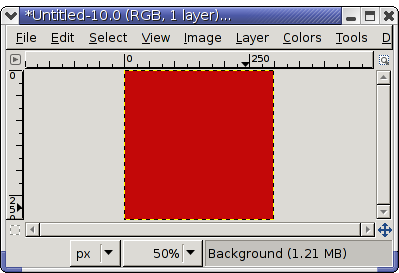 *Untitled-10.0 (RGB, 1 layer)...
File Edit Select View Image Layer Colors Tools D
0 250
0
25
px 50% Background (1.21 MB)